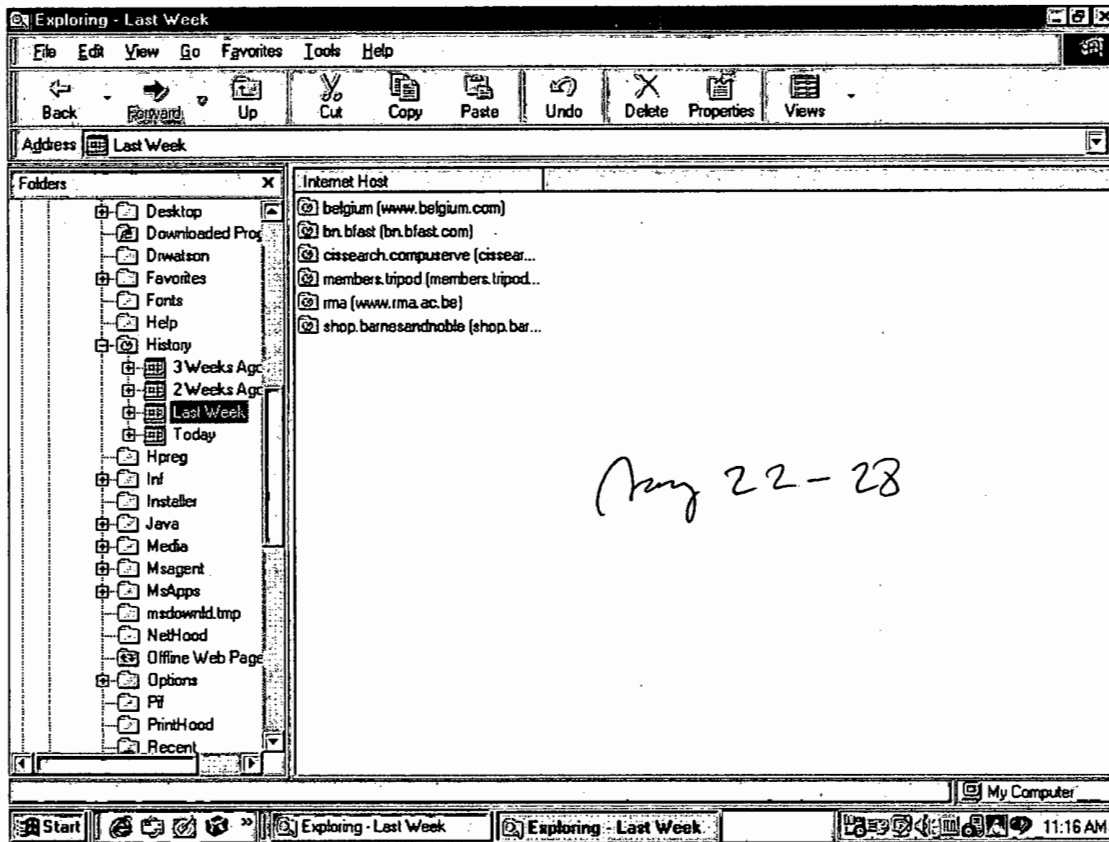 Exploring - Last Week
File Edit View Go Favorites Tools Help
Back Forward Up Cut Copy Paste Undo Delete Properties Views
Address Last Week
Folders x
Internet Host
Desktop
Downloaded Prog
Drwatson
Favorites
Fonts
Help
History
3 Weeks Ago
2 Weeks Ago
Last Week
Today
Hpreg
Inf
Installer
Java
Media
Msagent
MsApps
msdownld.tmp
NetHood
Offline Web Page
Options
Pif
PrintHood
Recent
belgium (www.belgium.com)
bn.bfast (bn.bfast.com)
cissearch.compuserve (cissear...
members.tripod (members.tripod...
rma (www.rma.ac.be)
shop.barnesandnoble (shop.bar...
Aug 22 - 28
My Computer
Start » Exploring - Last Week Exploring - Last Week 11:16 AM